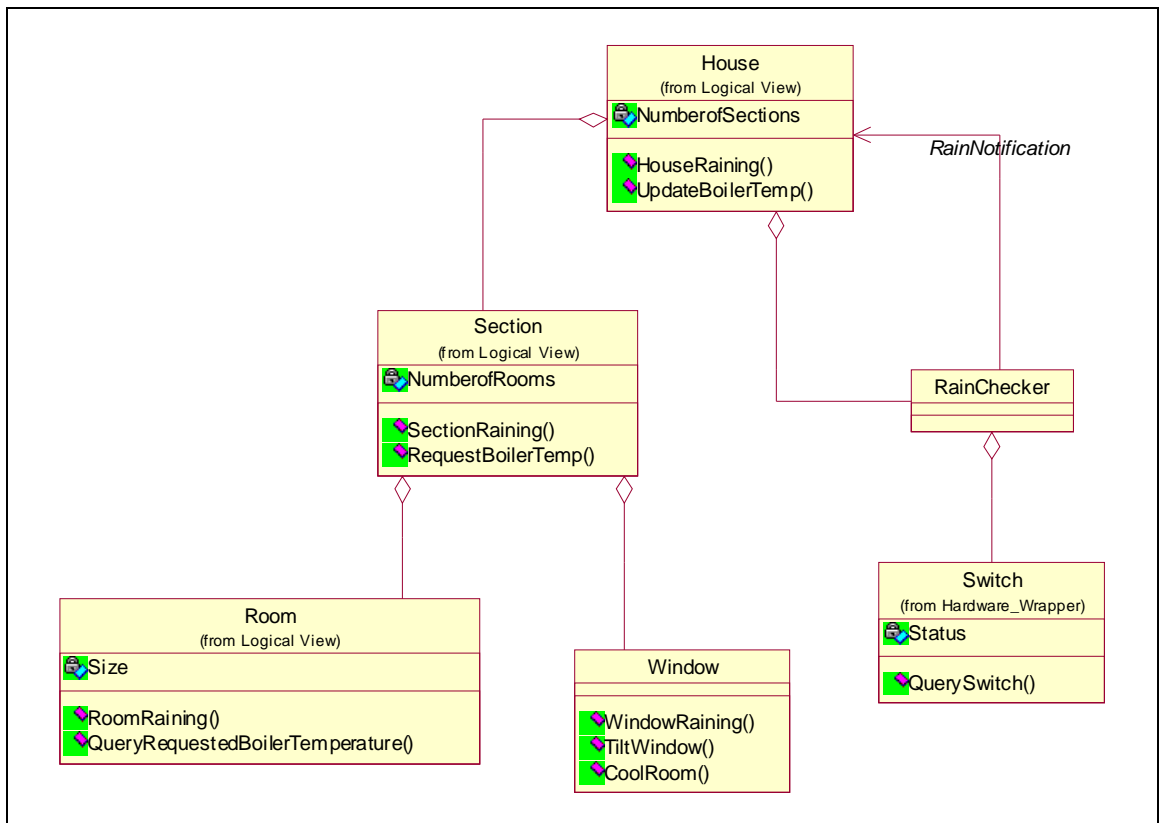 House
(from Logical View)
NumberofSections
HouseRaining()
UpdateBoilerTemp()
RainNotification
Section
(from Logical View)
NumberofRooms
SectionRaining()
RequestBoilerTemp()
RainChecker
Room
(from Logical View)
Size
RoomRaining()
QueryRequestedBoilerTemperature()
Window
WindowRaining()
TiltWindow()
CoolRoom()
Switch
(from Hardware_Wrapper)
Status
QuerySwitch()